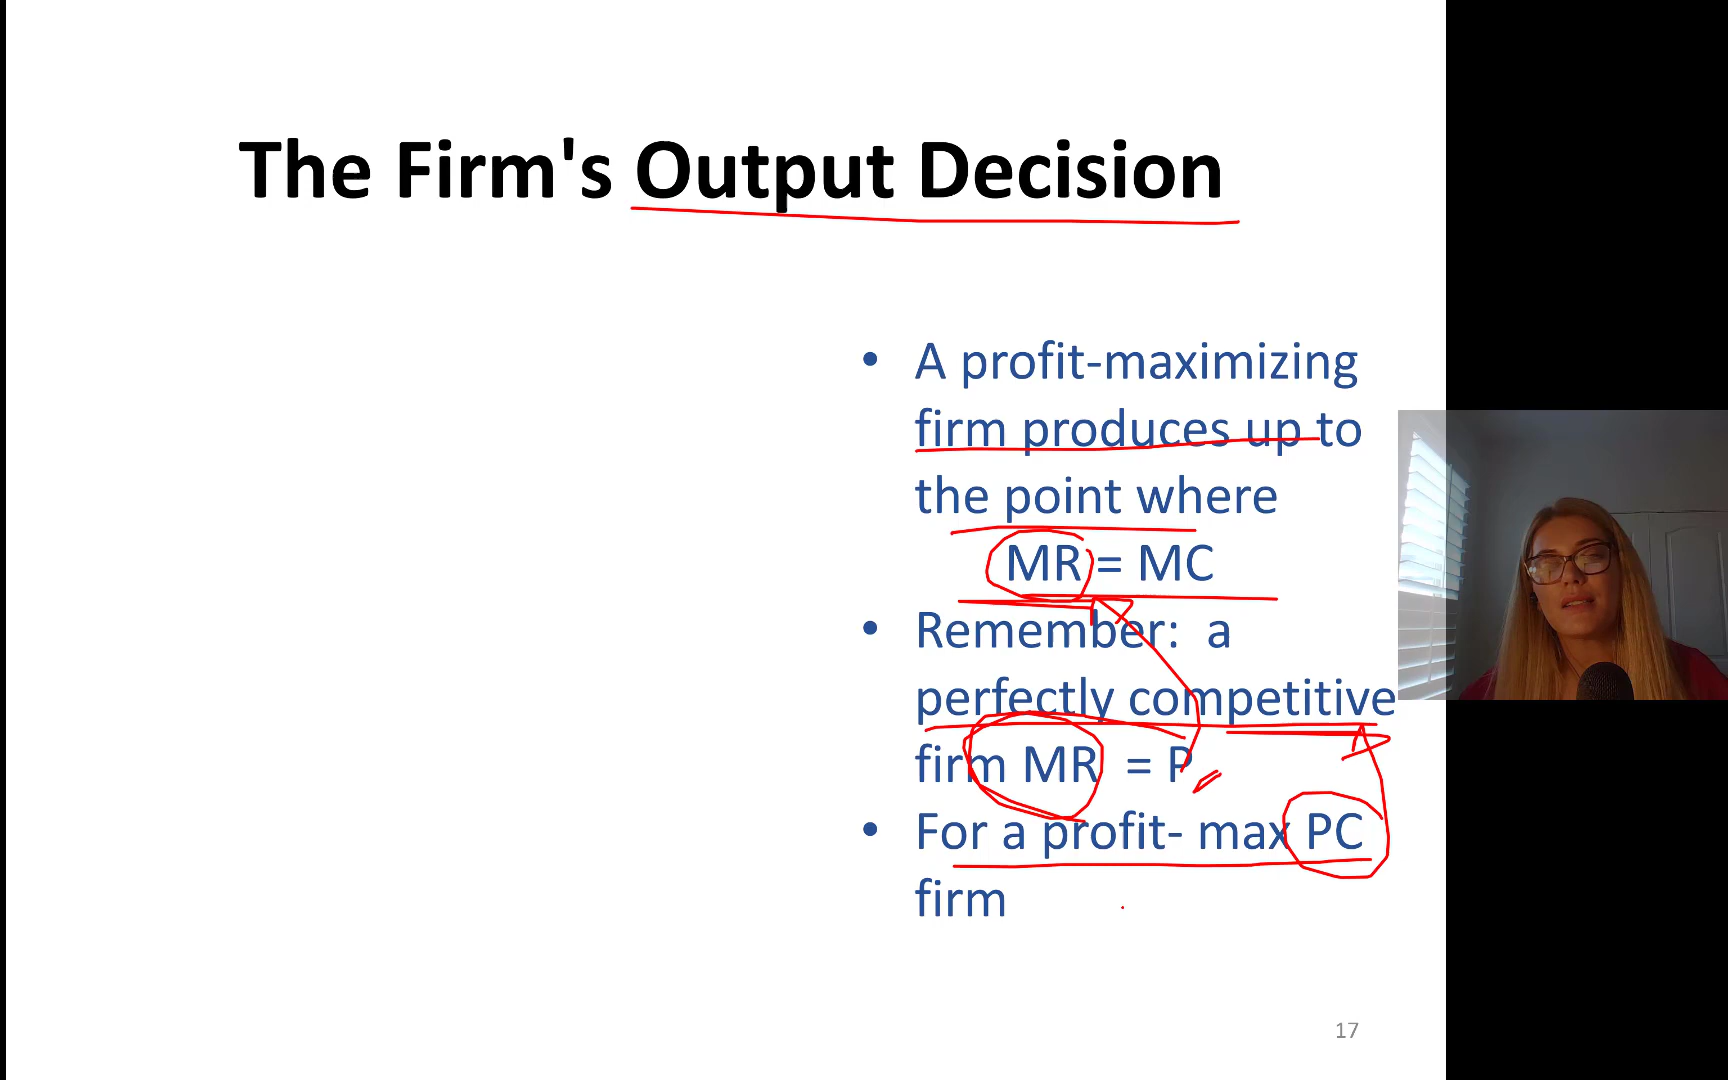 The Firm's Output Decision
• A profit-maximizing
firm produces up to
the point where
MR = MC
• Remember: a
perfectly competitive
firm MR = P
• For a profit- max PC
firm
17